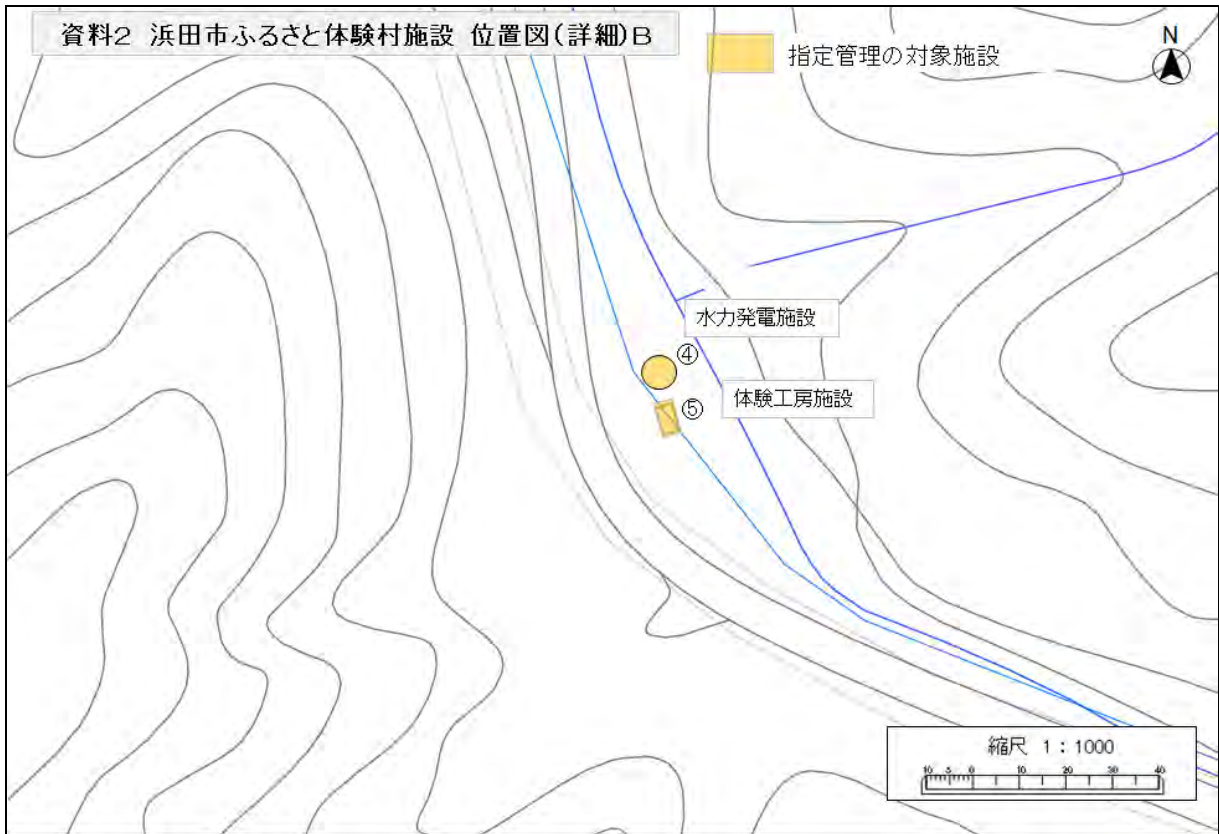 資料2 浜田市ふるさと体験村施設 位置図(詳細)B
指定管理の対象施設
N
水力発電施設
④
体験工房施設
⑤
縮尺 1:1000
10 5 0 10 20 30 40